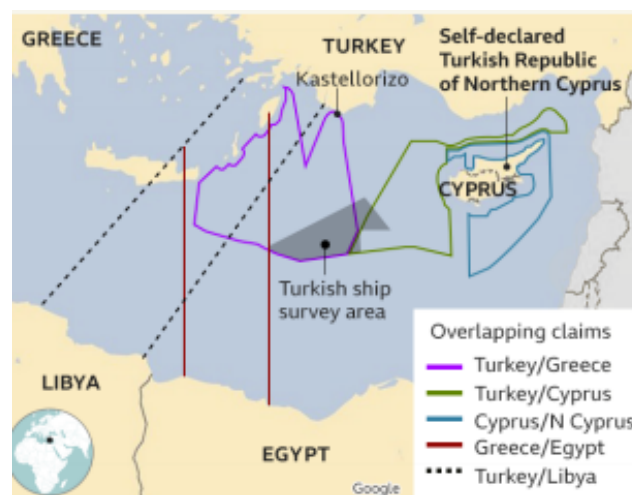 GREECE
TURKEY
Self-declared
Turkish Republic
of Northern Cyprus
Kastellorizo
CYPRUS
Turkish ship
survey area
Overlapping claims
Turkey/Greece
Turkey/Cyprus
Cyprus/N Cyprus
Greece/Egypt
Turkey/Libya
LIBYA
EGYPT
Google